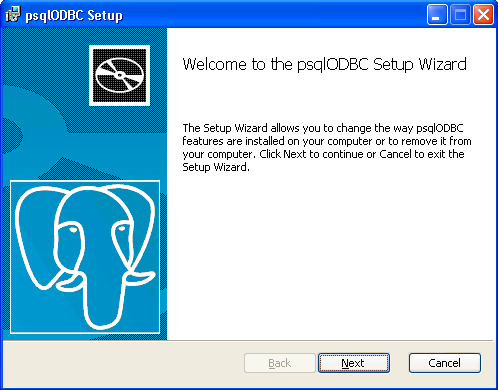 psqlODBC Setup
Welcome to the psqlODBC Setup Wizard
The Setup Wizard allows you to change the way psqlODBC
features are installed on your computer or to remove it from
your computer. Click Next to continue or Cancel to exit the
Setup Wizard.
Back Next Cancel